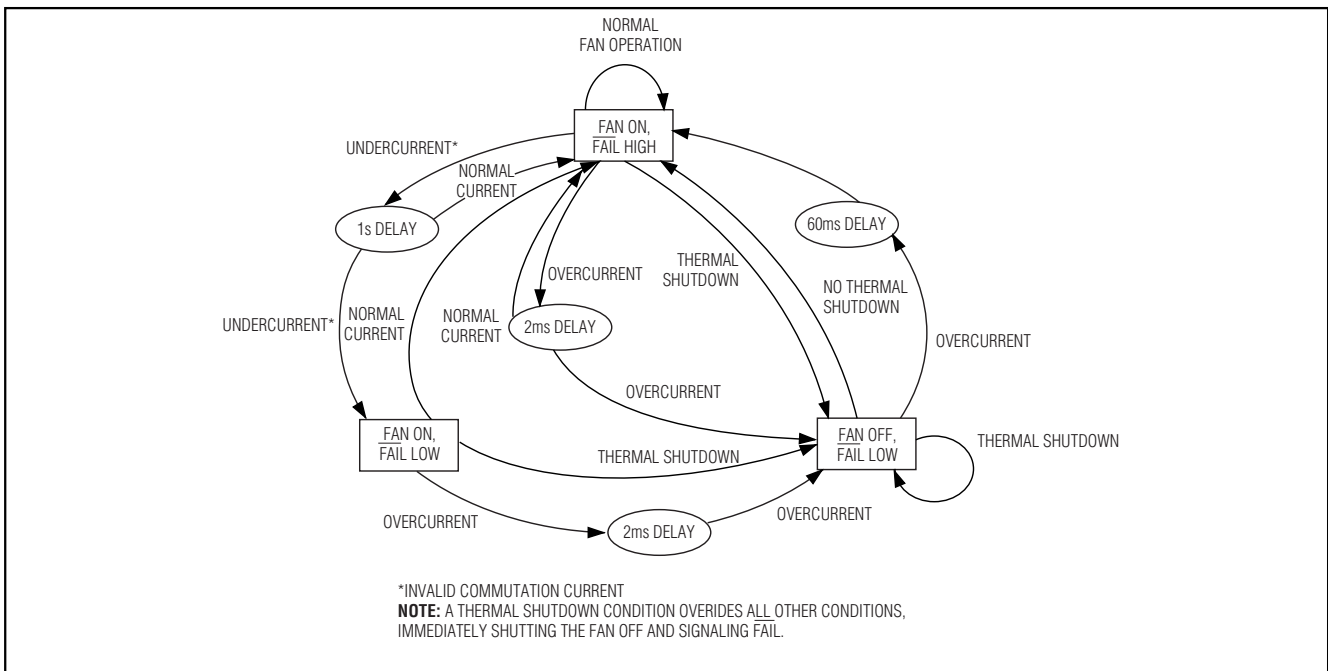 NORMAL
FAN OPERATION
FAN ON,
FAIL HIGH
UNDERCURRENT*
NORMAL
CURRENT
1s DELAY
60ms DELAY
THERMAL
SHUTDOWN
OVERCURRENT
NO THERMAL
SHUTDOWN
UNDERCURRENT*
NORMAL
CURRENT
NORMAL
CURRENT
2ms DELAY
OVERCURRENT
OVERCURRENT
FAN ON,
FAIL LOW
FAN OFF,
FAIL LOW
THERMAL SHUTDOWN
THERMAL SHUTDOWN
OVERCURRENT
2ms DELAY
OVERCURRENT
*INVALID COMMUTATION CURRENT
NOTE: A THERMAL SHUTDOWN CONDITION OVERIDES ALL OTHER CONDITIONS,
IMMEDIATELY SHUTTING THE FAN OFF AND SIGNALING FAIL.